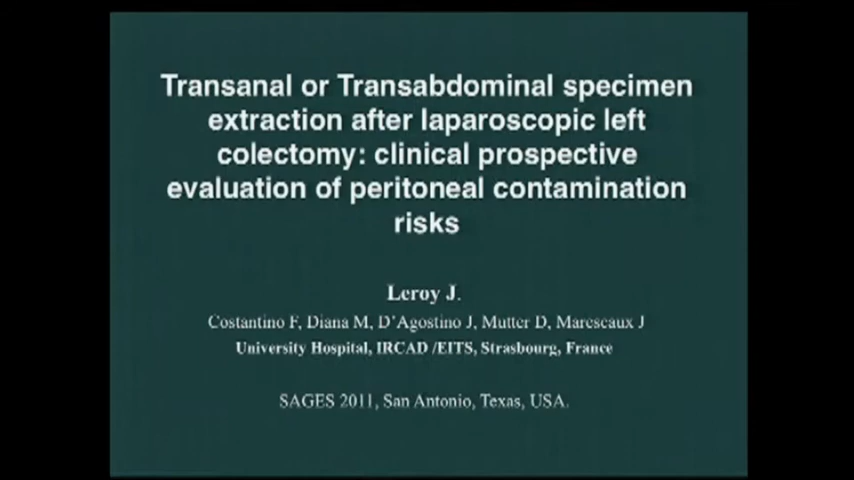 Transanal or Transabdominal specimen
extraction after laparoscopic left
colectomy: clinical prospective
evaluation of peritoneal contamination
risks
Leroy J.
Costantino F, Diana M, D'Agostino J, Mutter D, Marescaux J
University Hospital, IRCAD /EITS, Strasbourg, France
SAGES 2011, San Antonio, Texas, USA.